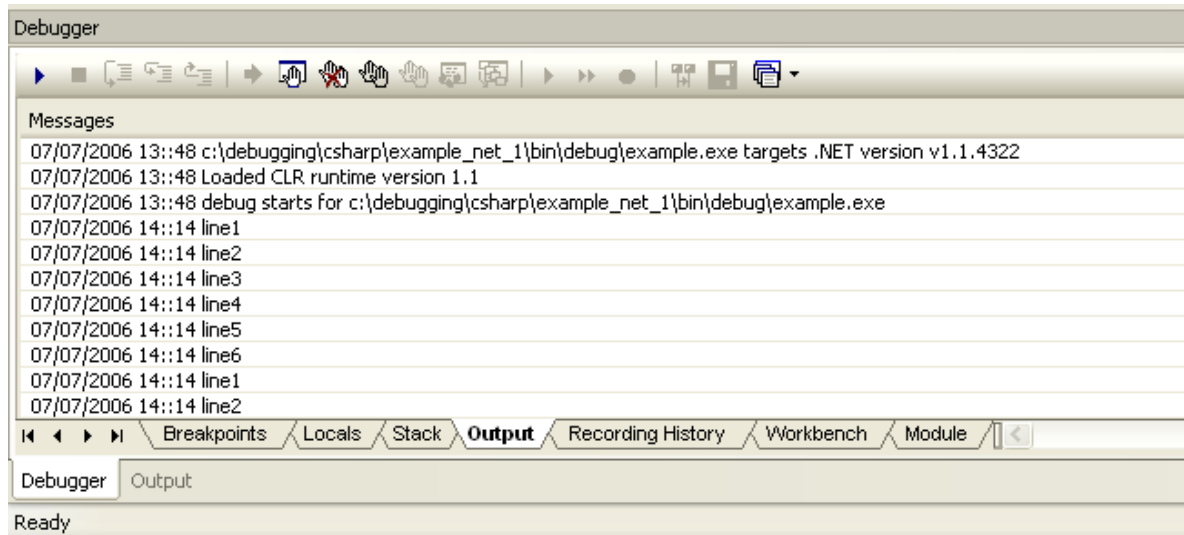 Debugger
Messages
07/07/2006 13::48 c:\debugging\csharp\example_net_1\bin\debug\example.exe targets .NET version v1.1.4322
07/07/2006 13::48 Loaded CLR runtime version 1.1
07/07/2006 13::48 debug starts for c:\debugging\csharp\example_net_1\bin\debug\example.exe
07/07/2006 14::14 line1
07/07/2006 14::14 line2
07/07/2006 14::14 line3
07/07/2006 14::14 line4
07/07/2006 14::14 line5
07/07/2006 14::14 line6
07/07/2006 14::14 line1
07/07/2006 14::14 line2
Breakpoints Locals Stack Output Recording History Workbench Module
Debugger Output
Ready